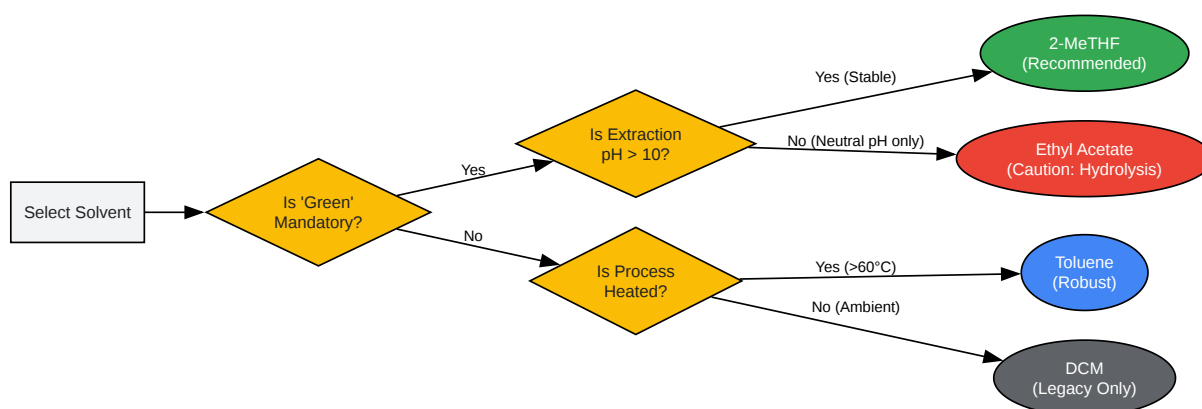 Select Solvent
Is 'Green'
Mandatory?
Yes
No
Is Extraction
pH > 10?
Yes (Stable)
No (Neutral pH only)
2-MeTHF
(Recommended)
Ethyl Acetate
(Caution: Hydrolysis)
Is Process
Heated?
Yes (>60°C)
No (Ambient)
Toluene
(Robust)
DCM
(Legacy Only)